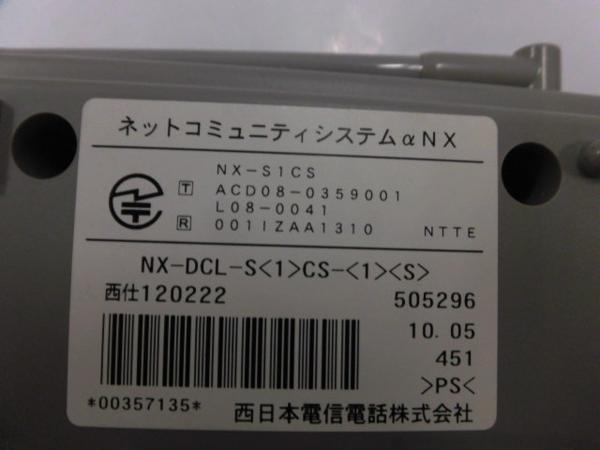 ネットコミュニティシステムαNX
NX-S1CS
T ACD08-0359001
L08-0041
R 001IZAA1310 NTTE
NX-DCL-S<1>CS-<1><S>
西仕120222 505296
10.05
451
>PS<
*00357135* 西日本電信電話株式会社